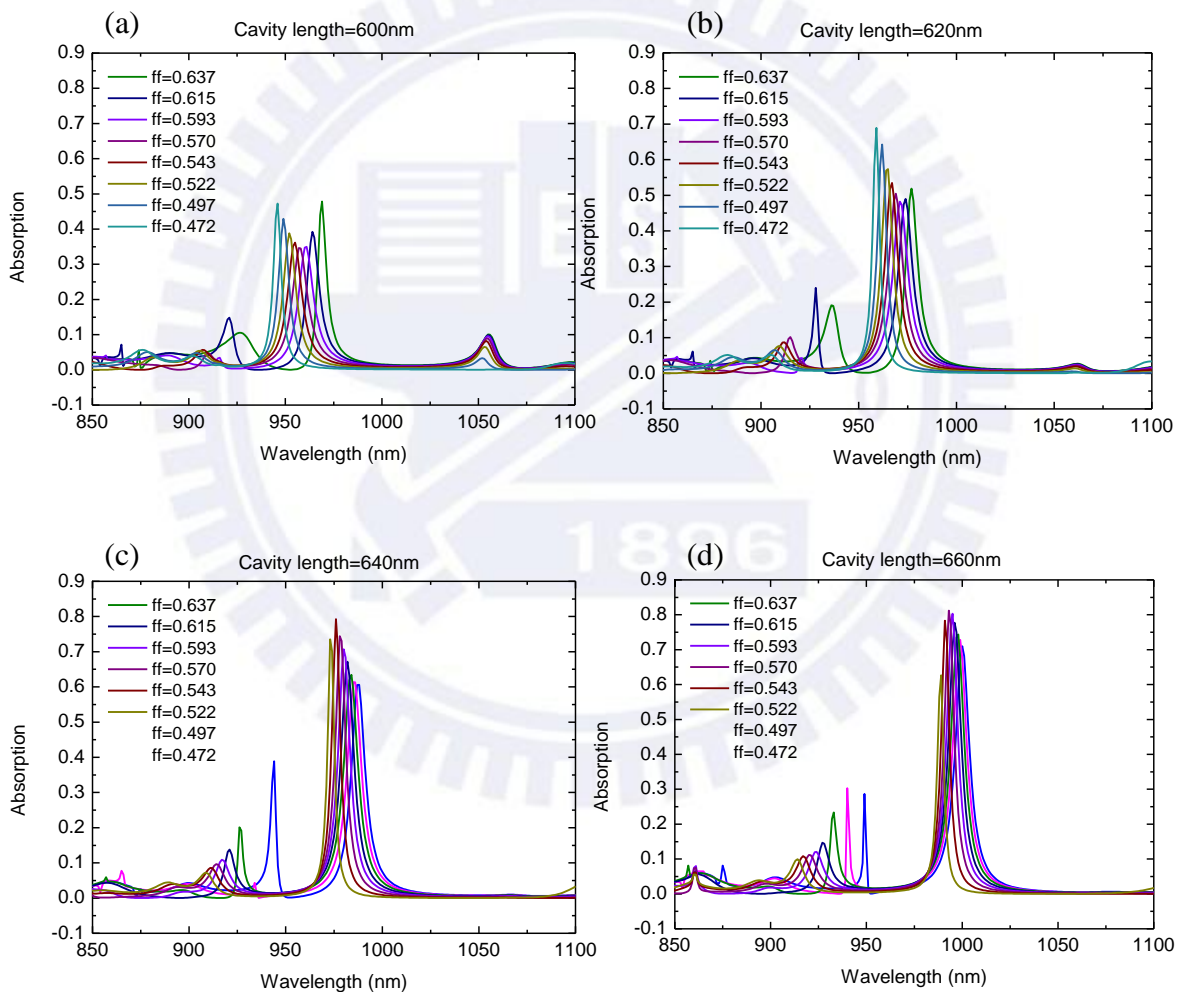 (a)
Cavity length=600nm
0.9
0.8
0.7
0.6
0.5
0.4
0.3
0.2
0.1
0.0
-0.1
Absorption
ff=0.637
ff=0.615
ff=0.593
ff=0.570
ff=0.543
ff=0.522
ff=0.497
ff=0.472
850 900 950 1000 1050 1100
Wavelength (nm)
(b)
Cavity length=620nm
0.9
0.8
0.7
0.6
0.5
0.4
0.3
0.2
0.1
0.0
-0.1
Absorption
ff=0.637
ff=0.615
ff=0.593
ff=0.570
ff=0.543
ff=0.522
ff=0.497
ff=0.472
850 900 950 1000 1050 1100
Wavelength (nm)
(c)
Cavity length=640nm
0.9
0.8
0.7
0.6
0.5
0.4
0.3
0.2
0.1
0.0
-0.1
Absorption
ff=0.637
ff=0.615
ff=0.593
ff=0.570
ff=0.543
ff=0.522
ff=0.497
ff=0.472
850 900 950 1000 1050 1100
Wavelength (nm)
(d)
Cavity length=660nm
0.9
0.8
0.7
0.6
0.5
0.4
0.3
0.2
0.1
0.0
-0.1
Absorption
ff=0.637
ff=0.615
ff=0.593
ff=0.570
ff=0.543
ff=0.522
ff=0.497
ff=0.472
850 900 950 1000 1050 1100
Wavelength (nm)
1896